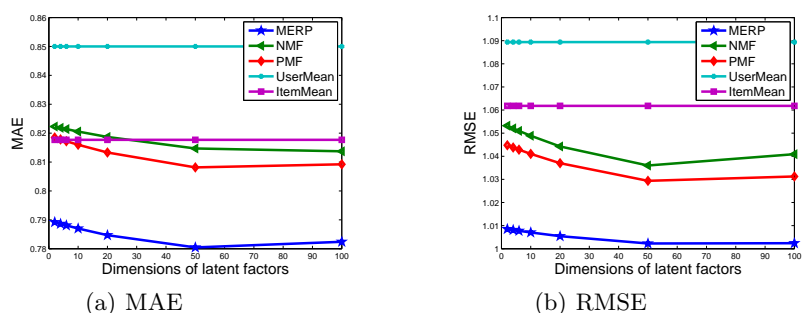 0.86
0.85
0.84
0.83
0.82
0.81
0.8
0.79
0.78
MAE
MERP
NMF
PMF
UserMean
ItemMean
0 10 20 30 40 50 60 70 80 90 100
Dimensions of latent factors
(a) MAE
1.1
1.09
1.08
1.07
1.06
1.05
1.04
1.03
1.02
1.01
1
RMSE
MERP
NMF
PMF
UserMean
ItemMean
0 10 20 30 40 50 60 70 80 90 100
Dimensions of latent factors
(b) RMSE